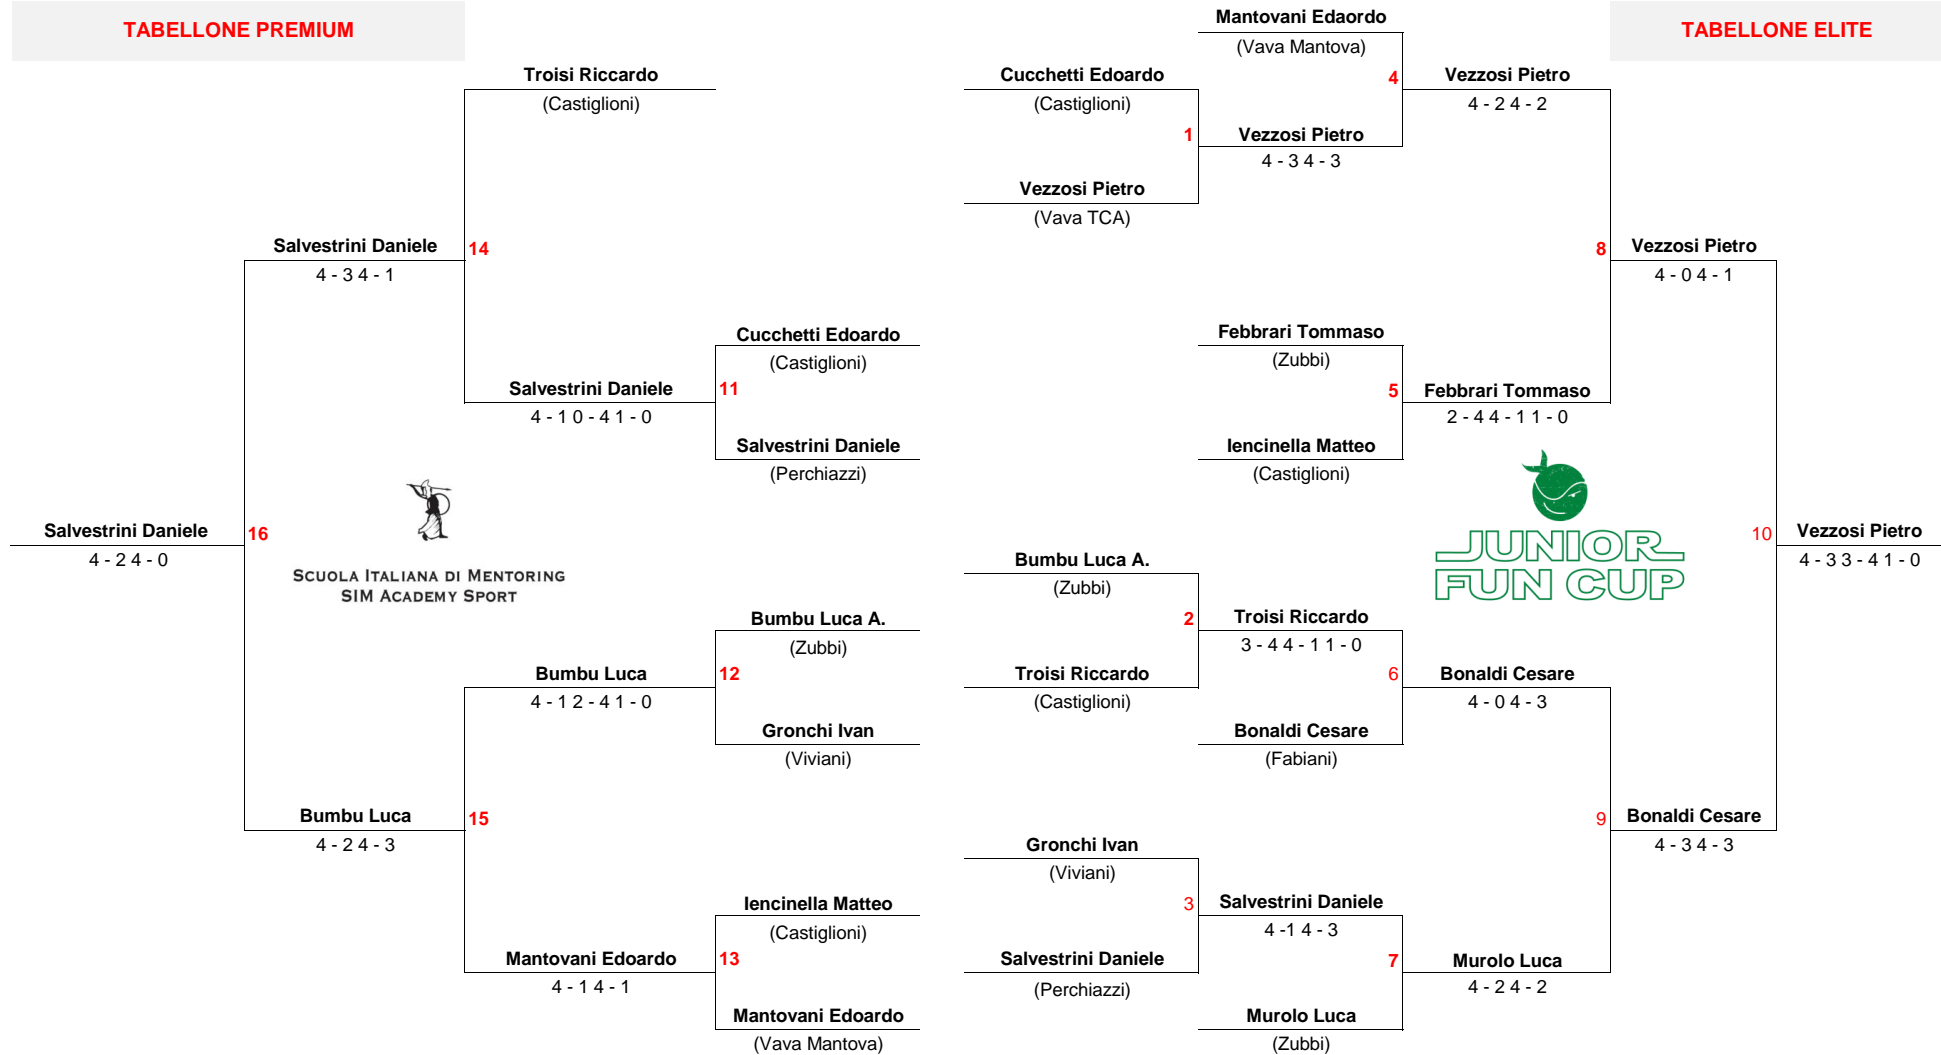 TABELLONE PREMIUM
TABELLONE ELITE
Troisi Riccardo
(Castiglioni)
14
Salvestrini Daniele
4 - 3 4 - 1
Cucchetti Edoardo
(Castiglioni)
11
Salvestrini Daniele
4 - 1 0 - 4 1 - 0
Salvestrini Daniele
(Perchiazzi)
Salvestrini Daniele
4 - 2 4 - 0
16
SCUOLA ITALIANA DI MENTORING
SIM ACADEMY SPORT
Bumbu Luca A.
(Zubbi)
12
Bumbu Luca
4 - 1 2 - 4 1 - 0
Gronchi Ivan
(Viviani)
Bumbu Luca
4 - 2 4 - 3
15
Iencinella Matteo
(Castiglioni)
13
Mantovani Edoardo
4 - 1 4 - 1
Mantovani Edoardo
(Vava Mantova)
Mantovani Edaordo
(Vava Mantova)
Cucchetti Edoardo
(Castiglioni)
4
Vezzosi Pietro
4 - 2 4 - 2
1
Vezzosi Pietro
4 - 3 4 - 3
Vezzosi Pietro
(Vava TCA)
8
Vezzosi Pietro
4 - 0 4 - 1
Febbrari Tommaso
(Zubbi)
5
Febbrari Tommaso
2 - 4 4 - 1 1 - 0
Iencinella Matteo
(Castiglioni)
JUNIOR
FUN CUP
10
Vezzosi Pietro
4 - 3 3 - 4 1 - 0
Bumbu Luca A.
(Zubbi)
2
Troisi Riccardo
3 - 4 4 - 1 1 - 0
Troisi Riccardo
(Castiglioni)
6
Bonaldi Cesare
4 - 0 4 - 3
Bonaldi Cesare
(Fabiani)
9
Bonaldi Cesare
4 - 3 4 - 3
Gronchi Ivan
(Viviani)
3
Salvestrini Daniele
4 -1 4 - 3
Salvestrini Daniele
(Perchiazzi)
7
Murolo Luca
4 - 2 4 - 2
Murolo Luca
(Zubbi)